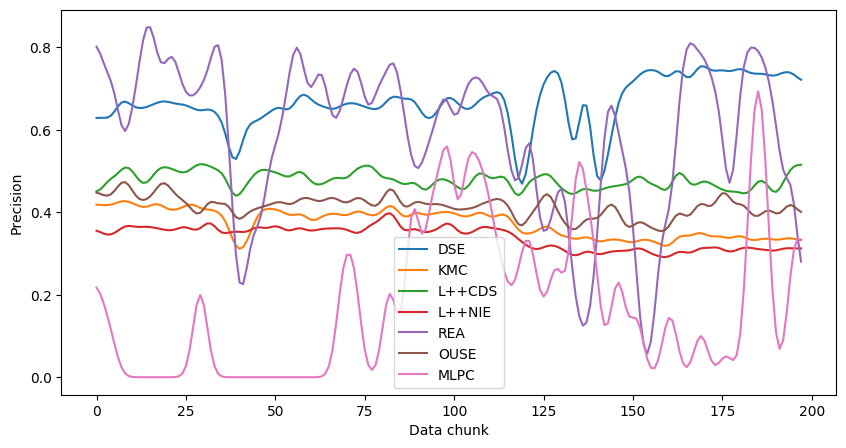 Precision
0.8
0.6
0.4
0.2
0.0
DSE
KMC
L++CDS
L++NIE
REA
OUSE
MLPC
0 25 50 75 100 125 150 175 200
Data chunk